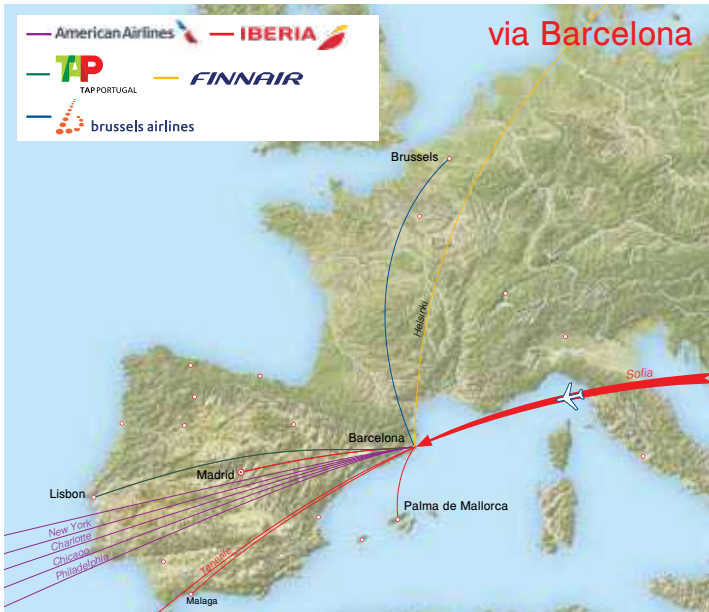 American Airlines
IBERIA
via Barcelona
TAP
TAP PORTUGAL
FINNAIR
brussels airlines
Brussels
Helsinki
Sofia
Barcelona
Madrid
Lisbon
Palma de Mallorca
New York
Charlotte
Chicago
Philadelphia
Tenerife
Malaga